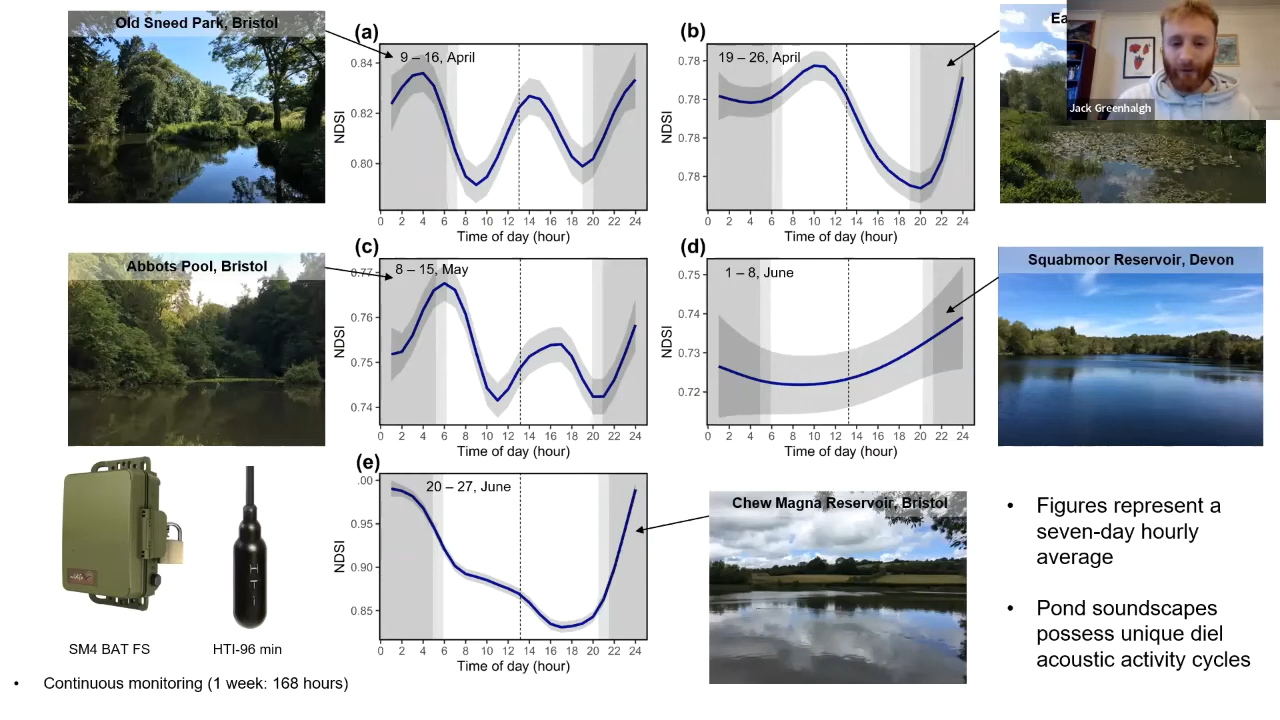 Old Sneed Park, Bristol
(a)
9 – 16, April
0.84
0.82
0.80
NDSI
0 2 4 6 8 10 12 14 16 18 20 22 24
Time of day (hour)
(b)
19 – 26, April
0.78
0.78
0.78
0.78
NDSI
0 2 4 6 8 10 12 14 16 18 20 22 24
Time of day (hour)
Ea
Jack Greenhalgh
Abbots Pool, Bristol
(c)
8 – 15, May
0.77
0.76
0.75
0.74
NDSI
0 2 4 6 8 10 12 14 16 18 20 22 24
Time of day (hour)
(d)
1 – 8, June
0.75
0.74
0.73
0.72
NDSI
0 2 4 6 8 10 12 14 16 18 20 22 24
Time of day (hour)
Squabmoor Reservoir, Devon
(e)
20 – 27, June
.00
0.95
0.90
0.85
NDSI
0 2 4 6 8 10 12 14 16 18 20 22 24
Time of day (hour)
Chew Magna Reservoir, Bristol
HTI
SM4 BAT FS
HTI-96 min
• Continuous monitoring (1 week: 168 hours)
• Figures represent a
seven-day hourly
average
• Pond soundscapes
possess unique diel
acoustic activity cycles